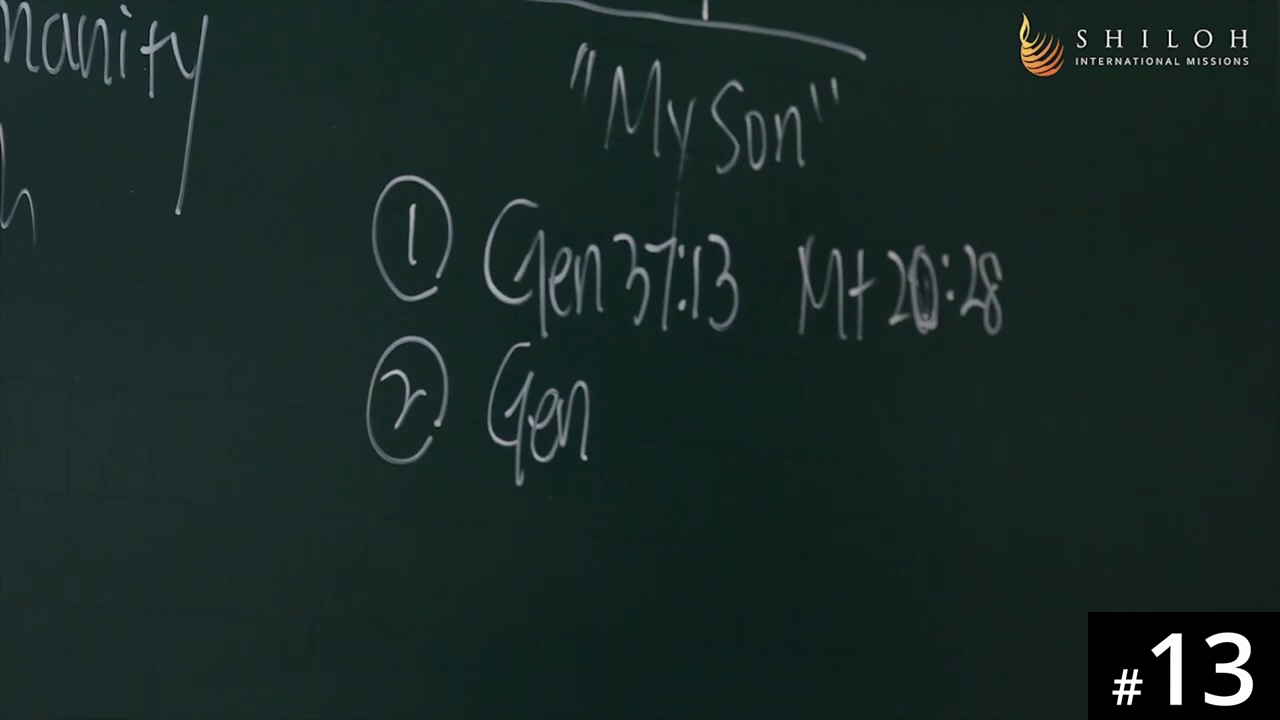 manity
SHILOH
INTERNATIONAL MISSIONS
"My Son"
① Gen 37:13 Mt 20:28
② Gen
#13